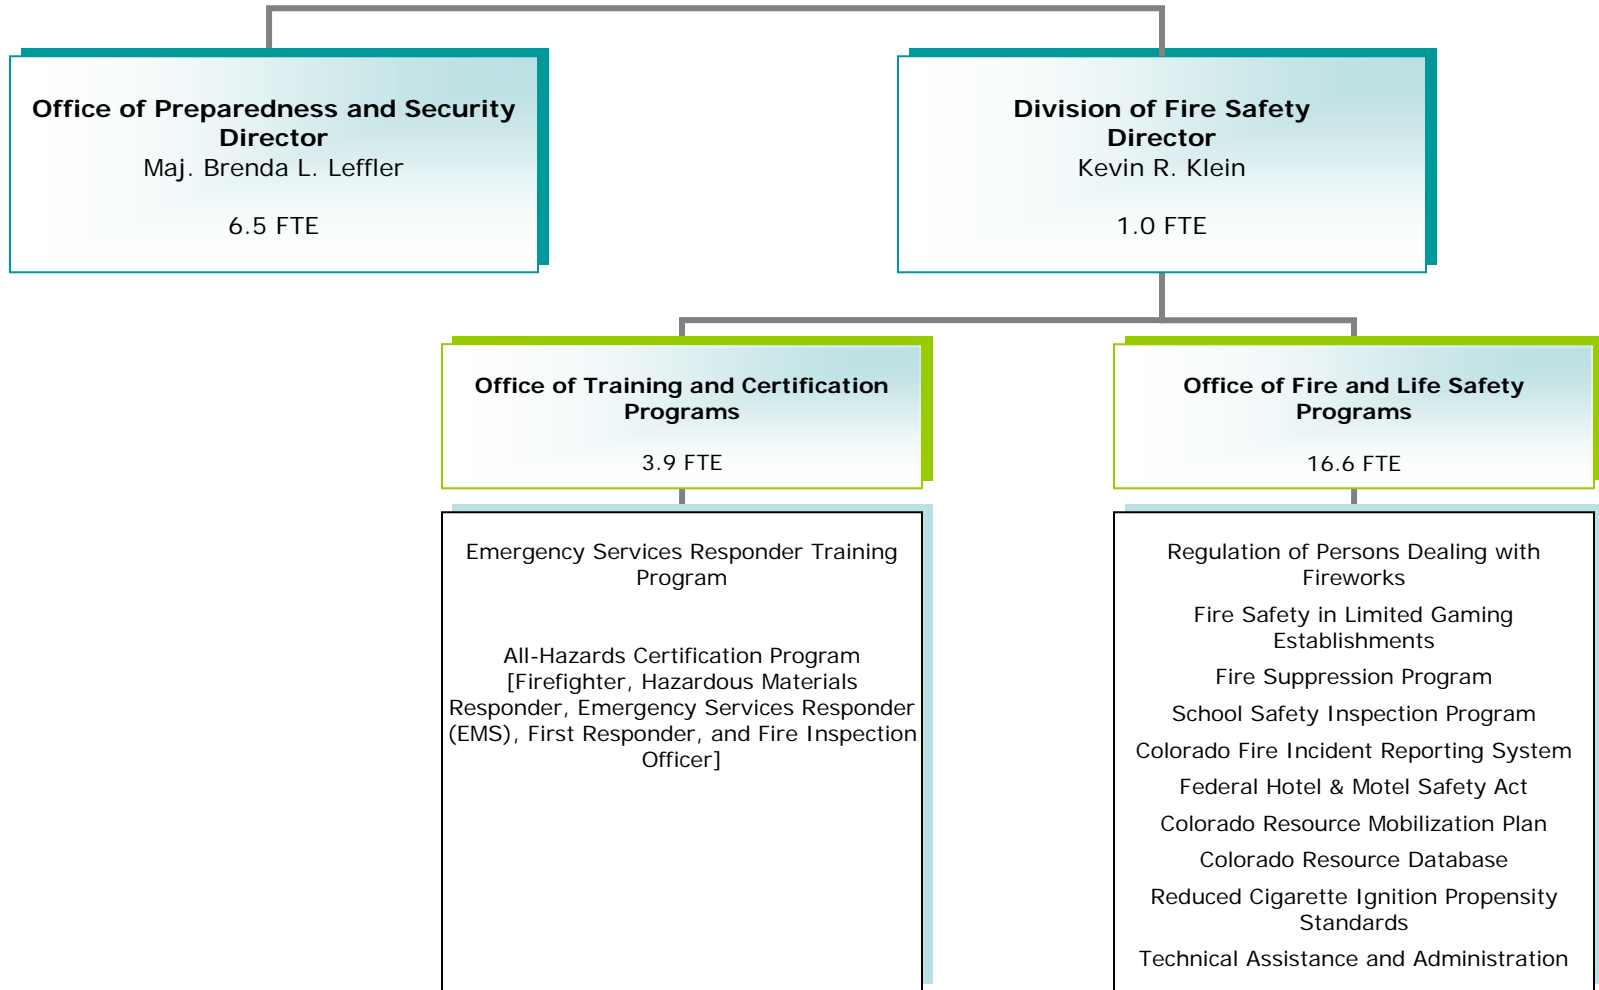 Office of Preparedness and Security
Director
Maj. Brenda L. Leffler
6.5 FTE
Division of Fire Safety
Director
Kevin R. Klein
1.0 FTE
Office of Training and Certification
Programs
3.9 FTE
Office of Fire and Life Safety
Programs
16.6 FTE
Emergency Services Responder Training
Program
All-Hazards Certification Program
[Firefighter, Hazardous Materials
Responder, Emergency Services Responder
(EMS), First Responder, and Fire Inspection
Officer]
Regulation of Persons Dealing with
Fireworks
Fire Safety in Limited Gaming
Establishments
Fire Suppression Program
School Safety Inspection Program
Colorado Fire Incident Reporting System
Federal Hotel & Motel Safety Act
Colorado Resource Mobilization Plan
Colorado Resource Database
Reduced Cigarette Ignition Propensity
Standards
Technical Assistance and Administration